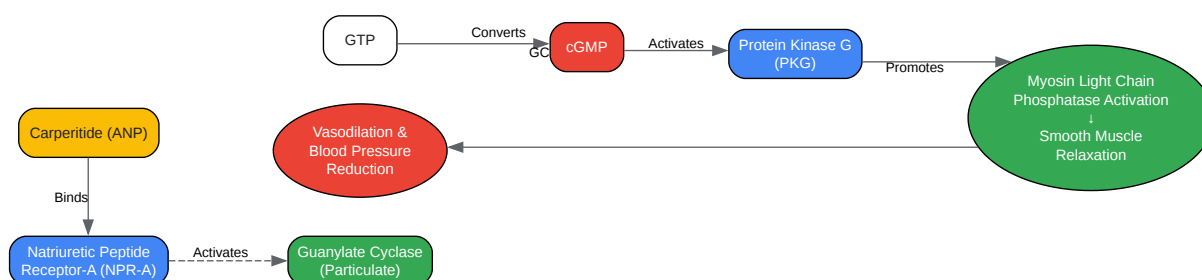 GTP
Converts
GC
cGMP
Activates
Protein Kinase G
(PKG)
Promotes
Myosin Light Chain
Phosphatase Activation
↓
Smooth Muscle
Relaxation
Carperitide (ANP)
Vasodilation &
Blood Pressure
Reduction
Binds
Natriuretic Peptide
Receptor-A (NPR-A)
Activates
Guanylate Cyclase
(Particulate)